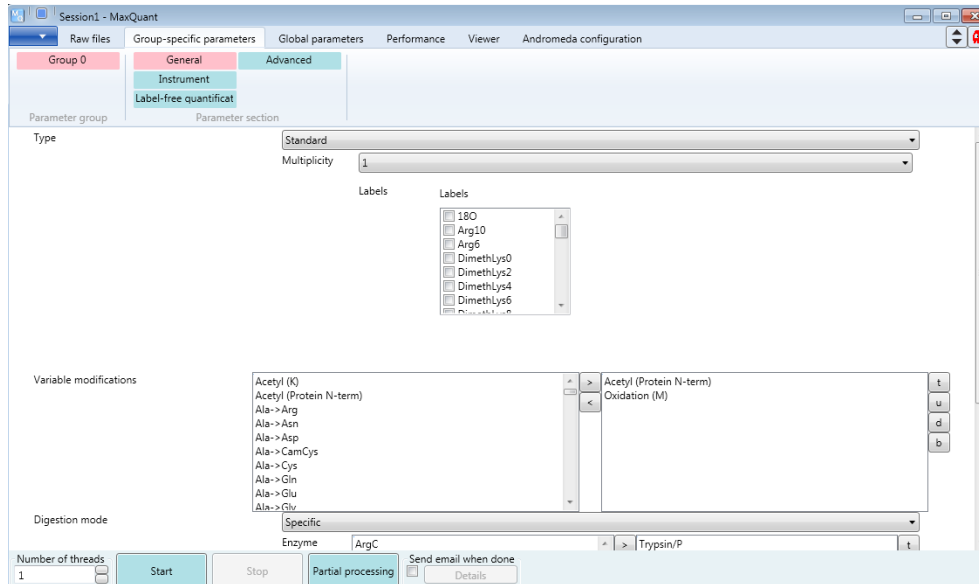 Session1 - MaxQuant
Raw files Group-specific parameters Global parameters Performance Viewer Andromeda configuration
Group 0 General Advanced
Instrument
Label-free quantificat
Parameter group Parameter section
Type Standard
Multiplicity 1
Labels Labels
18O
Arg10
Arg6
DimethLys0
DimethLys2
DimethLys4
DimethLys6
Variable modifications
Acetyl (K) > Acetyl (Protein N-term) t
Acetyl (Protein N-term) < Oxidation (M) u
Ala->Arg
Ala->Asn d
Ala->Asp
Ala->CamCys b
Ala->Cys
Ala->Gln
Ala->Glu
Ala->Gly
Digestion mode Specific
Enzyme ArgC > Trypsin/P t
Number of threads Send email when done
1 Start Stop Partial processing Details